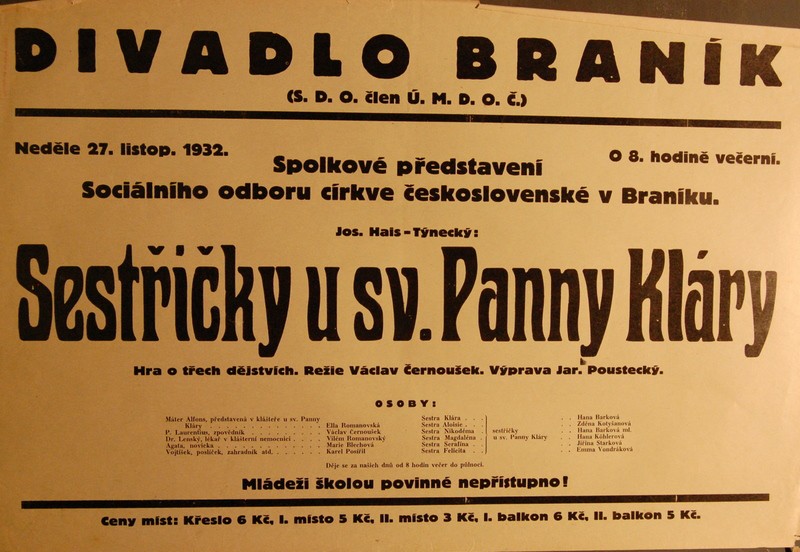 DIVADLO BRANÍK
(S. D. O. člen Ú. M. D. O. Č.)
Neděle 27. listop. 1932.
O 8. hodině večerní.
Spolkové představení
Sociálního odboru církve československé v Braníku.
Jos. Hais-Týnecký:
Sestřičky u sv. Panny Kláry
Hra o třech dějstvích. Režie Václav Černoušek. Výprava Jar. Poustecký.
OSOBY:
Máter Alfons, představená v klášteře u sv. Panny
Kláry . . . . . . . . Ella Romanovská
P. Laurentius, zpovědník . . . . . Václav Černoušek
Dr. Lenský, lékař v klášterní nemocnici . . . . Vilém Romanovský
Agata, novicka . . . . . . . Marie Blechová
Vojtíšek, poslíček, zahradník atd. . . . . . Karel Pospíšil
Sestra Klára . . . . Hana Barková
Sestra Aloisie . . . . Zděna Kotyšanová
Sestra Nikodéma sestřičky . . Hana Barková ml.
Sestra Magdaléna u sv. Panny Kláry . . Hana Köhlerová
Sestra Serafina . . . . Jiřina Starková
Sestra Felicita . . . . Emma Vondráková
Děje se za našich dnů od 8 hodin večer do půlnoci.
Mládeži školou povinné nepřístupno!
Ceny míst: Křeslo 6 Kč, I. místo 5 Kč, II. místo 3 Kč, I. balkon 6 Kč, II. balkon 5 Kč.